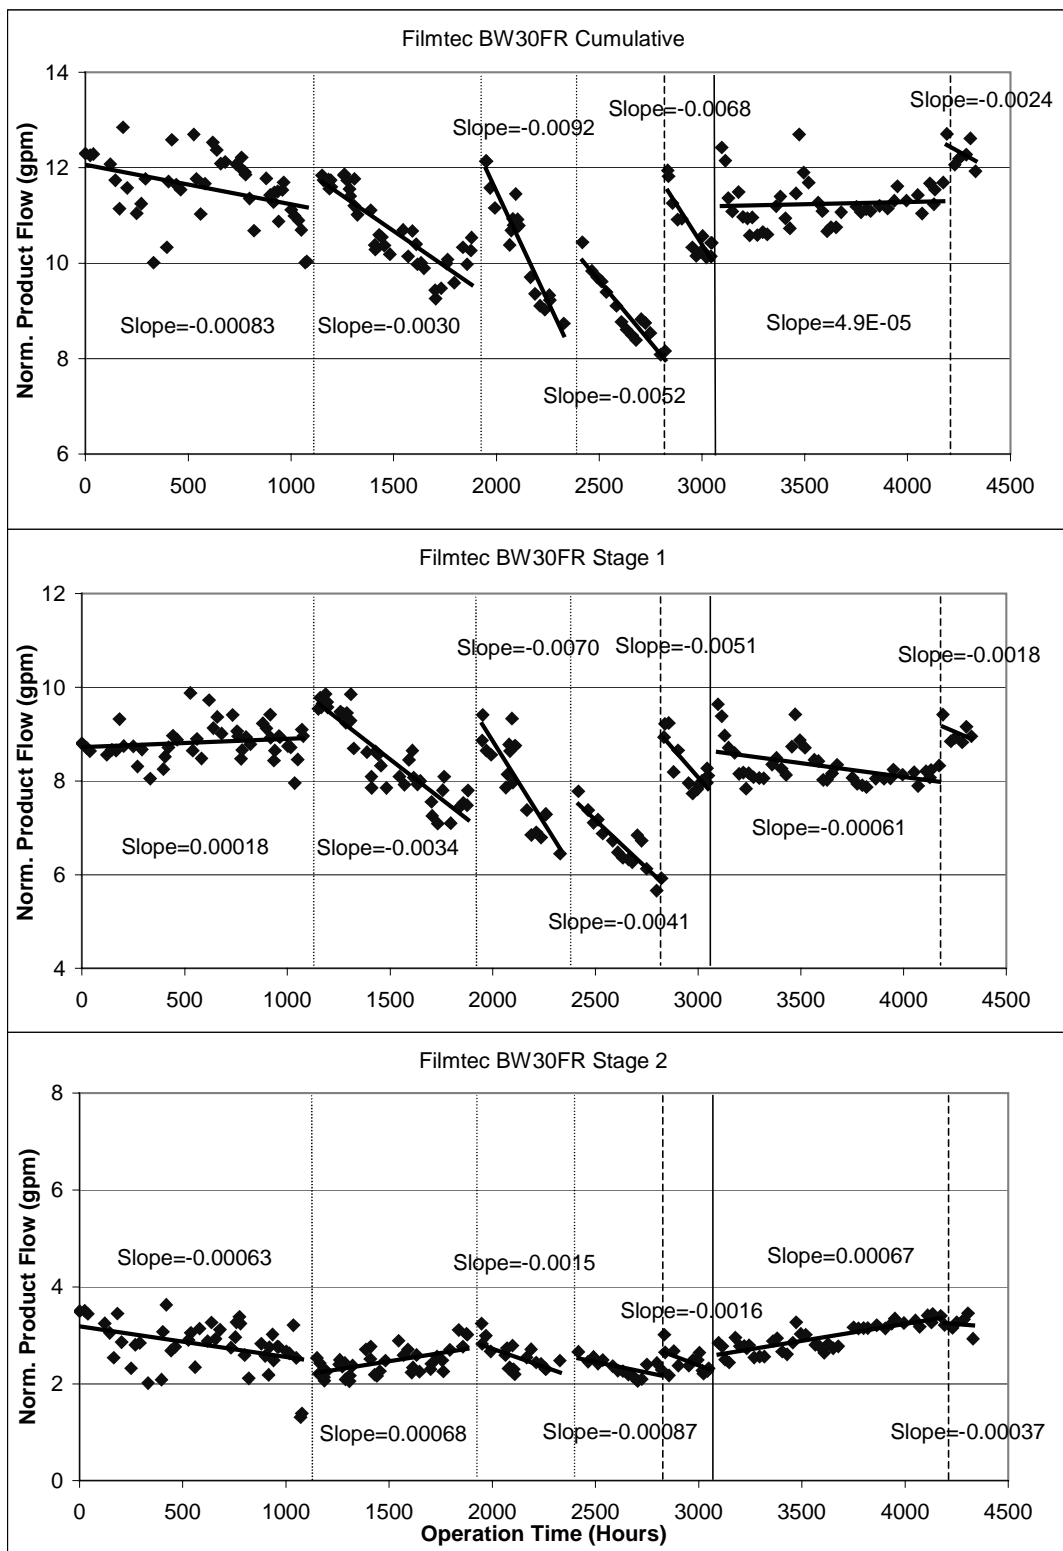 Filmtec BW30FR Cumulative
Norm. Product Flow (gpm)
14
12
10
8
6
Slope=-0.00083
Slope=-0.0030
Slope=-0.0092
Slope=-0.0052
Slope=-0.0068
Slope=4.9E-05
Slope=-0.0024
0 500 1000 1500 2000 2500 3000 3500 4000 4500
Filmtec BW30FR Stage 1
Norm. Product Flow (gpm)
12
10
8
6
4
Slope=0.00018
Slope=-0.0034
Slope=-0.0070
Slope=-0.0041
Slope=-0.0051
Slope=-0.00061
Slope=-0.0018
0 500 1000 1500 2000 2500 3000 3500 4000 4500
Filmtec BW30FR Stage 2
Norm. Product Flow (gpm)
8
6
4
2
0
Slope=-0.00063
Slope=0.00068
Slope=-0.0015
Slope=-0.00087
Slope=-0.0016
Slope=0.00067
Slope=-0.00037
0 500 1000 1500 2000 2500 3000 3500 4000 4500
Operation Time (Hours)